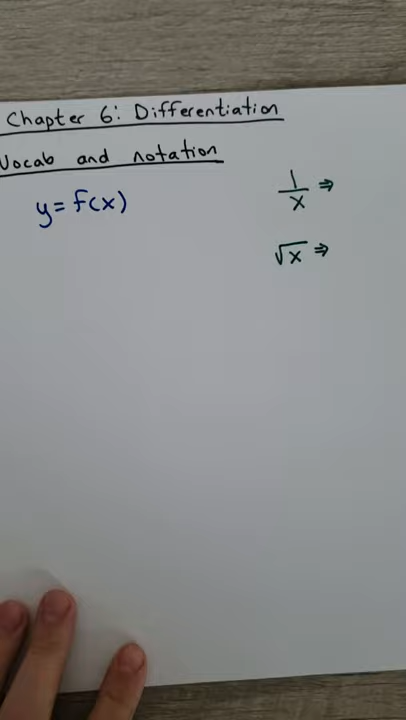 Chapter 6: Differentiation
Vocab and notation
y = f(x)
1/x ⇒
√x ⇒